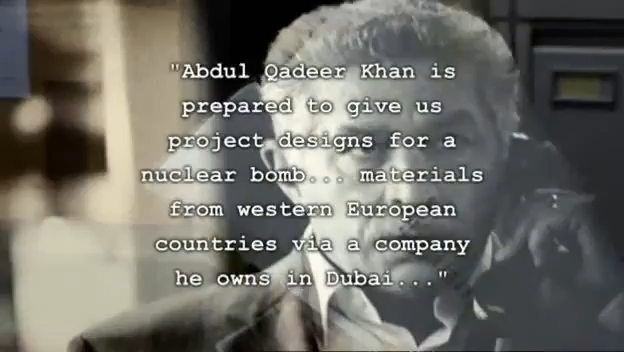 "Abdul Qadeer Khan is
prepared to give us
project designs for a
nuclear bomb... materials
from western European
countries via a company
he owns in Dubai..."